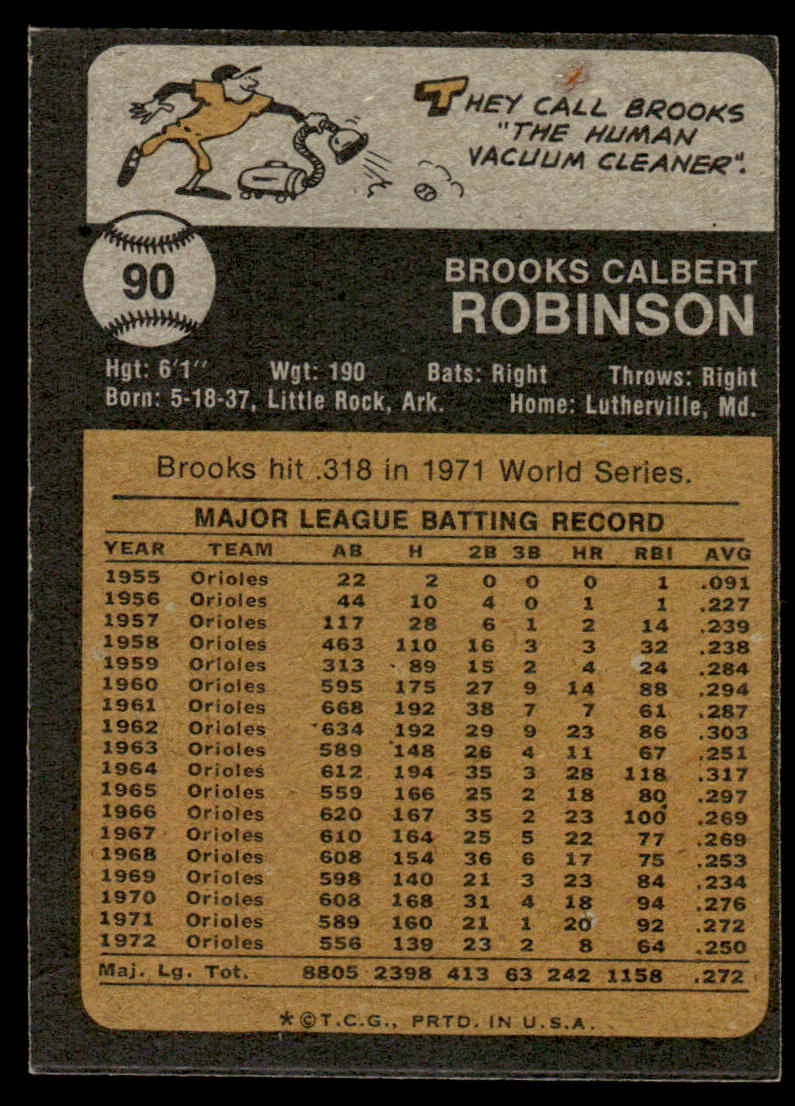 THEY CALL BROOKS
"THE HUMAN
VACUUM CLEANER".
90
BROOKS CALBERT
ROBINSON
Hgt: 6'1" Wgt: 190 Bats: Right Throws: Right
Born: 5-18-37, Little Rock, Ark. Home: Lutherville, Md.
Brooks hit .318 in 1971 World Series.
MAJOR LEAGUE BATTING RECORD
YEAR TEAM AB H 2B 3B HR RBI AVG
1955 Orioles 22 2 0 0 0 1 .091
1956 Orioles 44 10 4 0 1 1 .227
1957 Orioles 117 28 6 1 2 14 .239
1958 Orioles 463 110 16 3 3 32 .238
1959 Orioles 313 89 15 2 4 24 .284
1960 Orioles 595 175 27 9 14 88 .294
1961 Orioles 668 192 38 7 7 61 .287
1962 Orioles 634 192 29 9 23 86 .303
1963 Orioles 589 148 26 4 11 67 .251
1964 Orioles 612 194 35 3 28 118 .317
1965 Orioles 559 166 25 2 18 80 .297
1966 Orioles 620 167 35 2 23 100 .269
1967 Orioles 610 164 25 5 22 77 .269
1968 Orioles 608 154 36 6 17 75 .253
1969 Orioles 598 140 21 3 23 84 .234
1970 Orioles 608 168 31 4 18 94 .276
1971 Orioles 589 160 21 1 20 92 .272
1972 Orioles 556 139 23 2 8 64 .250
Maj. Lg. Tot. 8805 2398 413 63 242 1158 .272
*©T.C.G., PRTD. IN U.S.A.